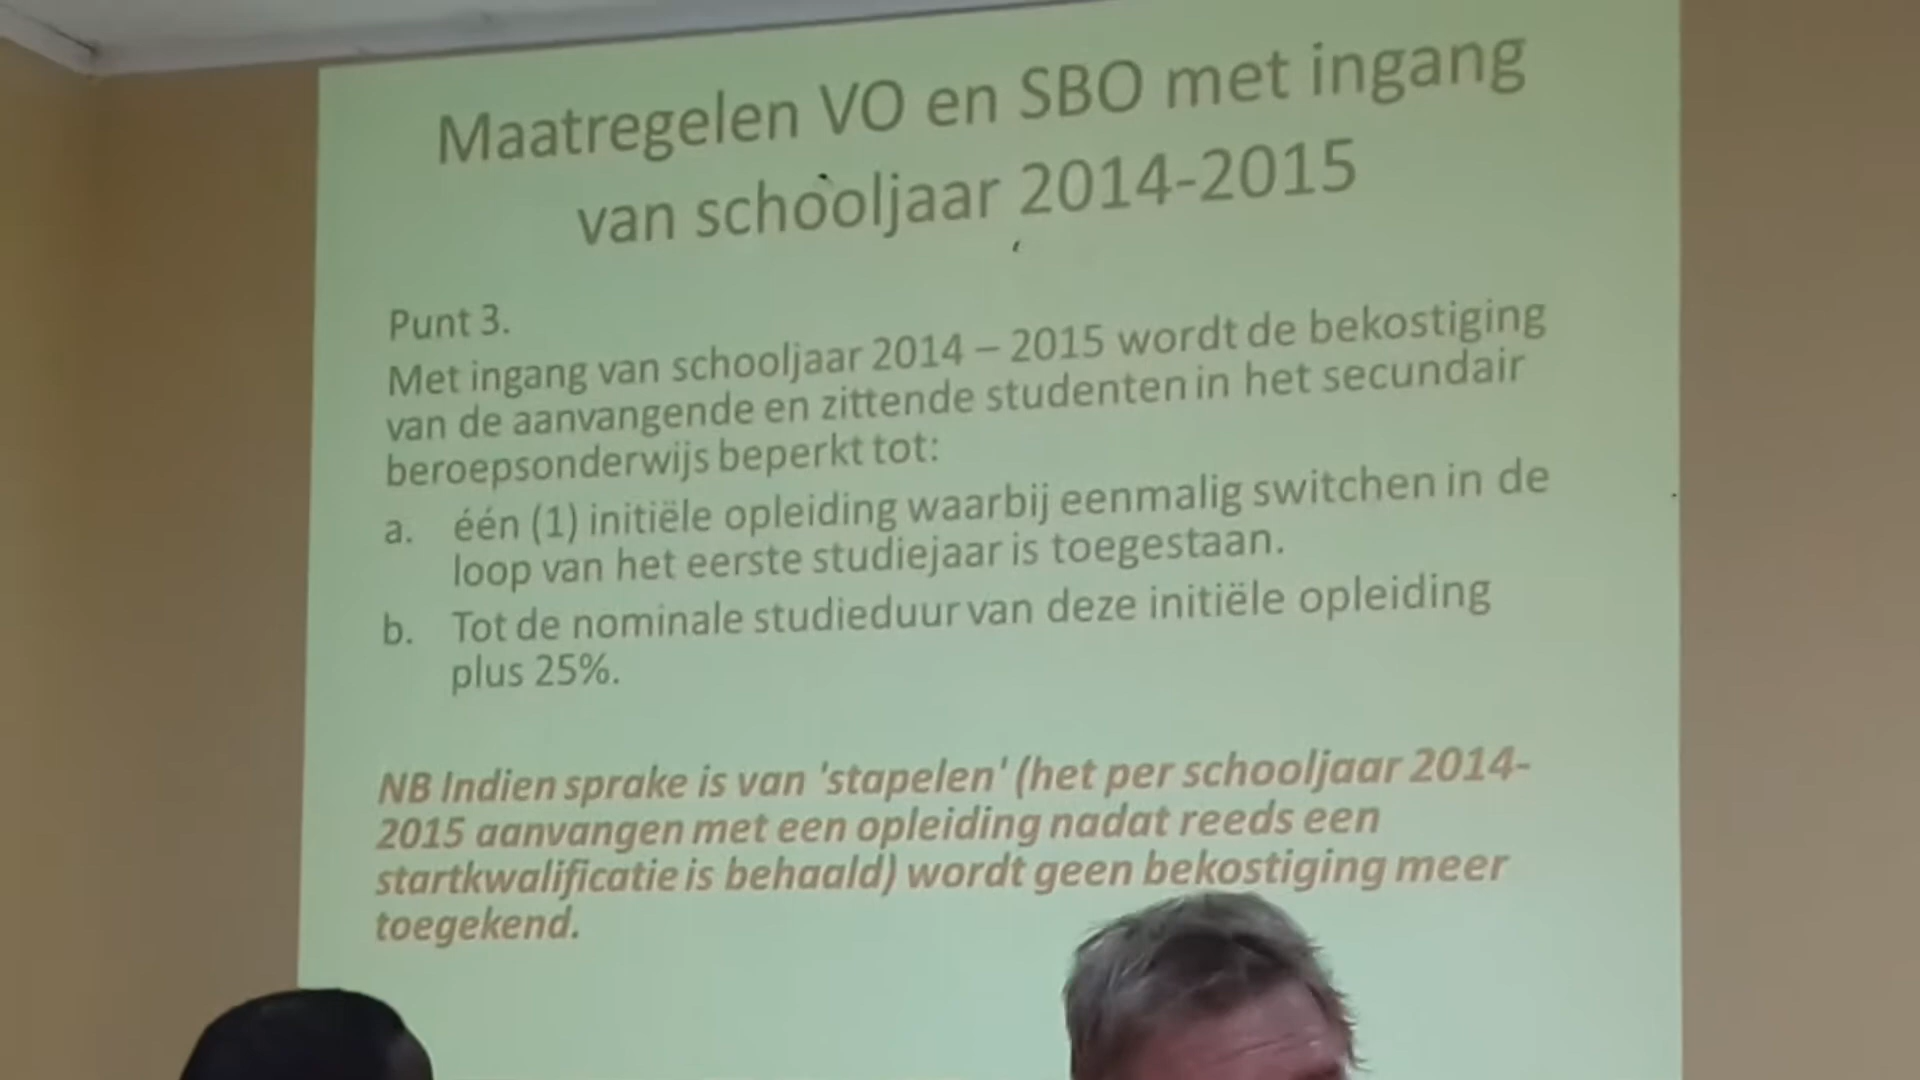 Maatregelen VO en SBO met ingang
van schooljaar 2014-2015
Punt 3.
Met ingang van schooljaar 2014 – 2015 wordt de bekostiging
van de aanvangende en zittende studenten in het secundair
beroepsonderwijs beperkt tot:
a. één (1) initiële opleiding waarbij eenmalig switchen in de
loop van het eerste studiejaar is toegestaan.
b. Tot de nominale studieduur van deze initiële opleiding
plus 25%.
NB Indien sprake is van 'stapelen' (het per schooljaar 2014-
2015 aanvangen met een opleiding nadat reeds een
startkwalificatie is behaald) wordt geen bekostiging meer
toegekend.